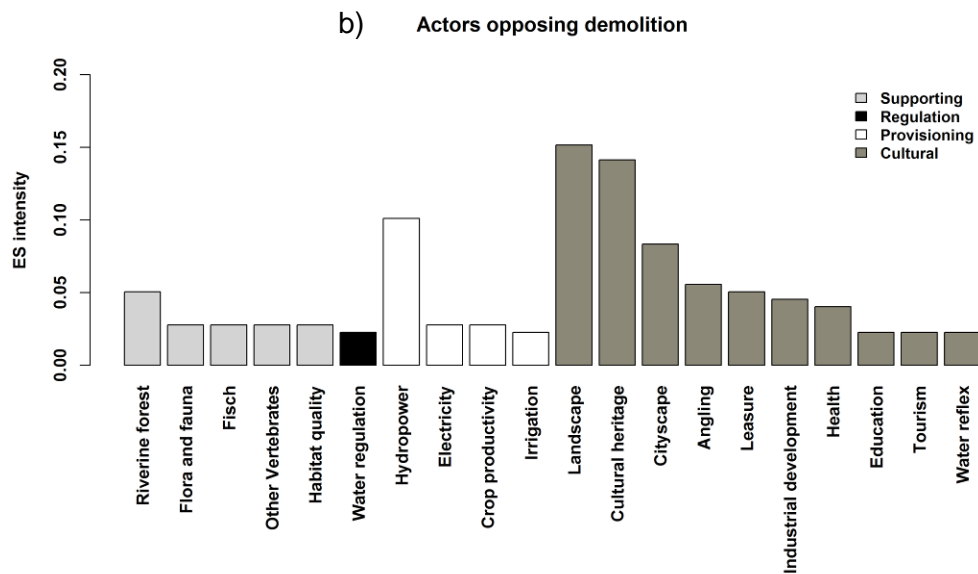 b) Actors opposing demolition
0.20
0.15
0.10
0.05
0.00
ES intensity
Supporting
Regulation
Provisioning
Cultural
Riverine forest
Flora and fauna
Fisch
Other Vertebrates
Habitat quality
Water regulation
Hydropower
Electricity
Crop productivity
Irrigation
Landscape
Cultural heritage
Cityscape
Angling
Leasure
Industrial development
Health
Education
Tourism
Water reflex